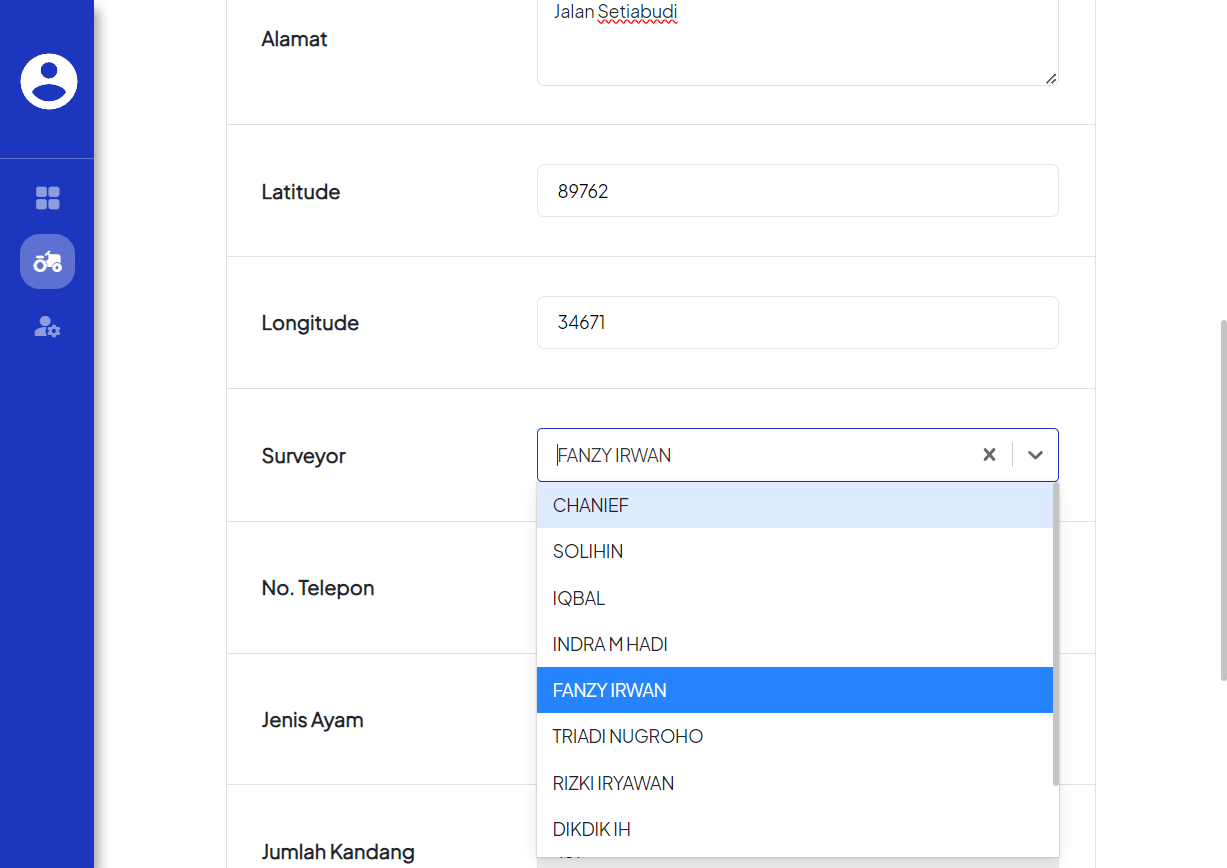 Jalan Setiabudi
Alamat
Latitude
89762
Longitude
34671
Surveyor
FANZY IRWAN
CHANIEF
SOLIHIN
No. Telepon
IQBAL
INDRA M HADI
FANZY IRWAN
Jenis Ayam
TRIADI NUGROHO
RIZKI IRYAWAN
DIKDIK IH
Jumlah Kandang